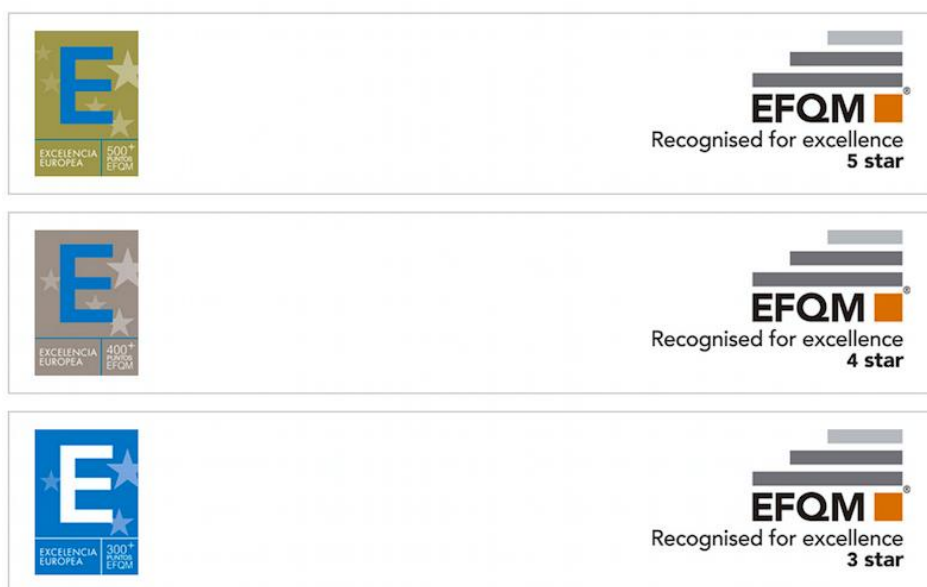 E
EXCELENCIA
EUROPEA
500+
PUNTOS
EFQM
EFQM ®
Recognised for excellence
5 star
E
EXCELENCIA
EUROPEA
400+
PUNTOS
EFQM
EFQM ®
Recognised for excellence
4 star
E
EXCELENCIA
EUROPEA
300+
PUNTOS
EFQM
EFQM ®
Recognised for excellence
3 star